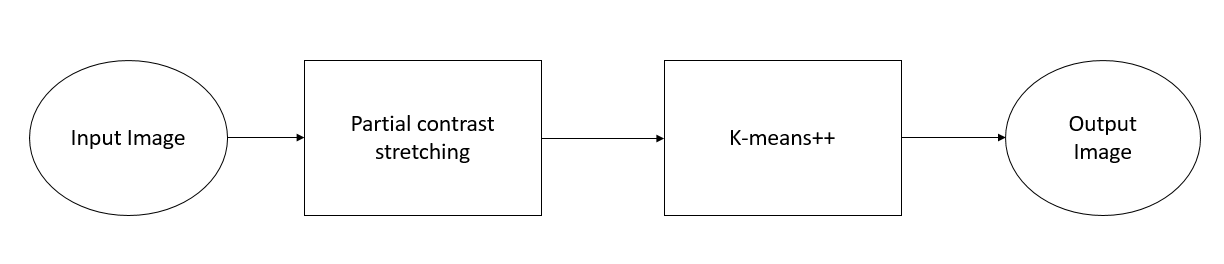 Input Image
Partial contrast
stretching
K-means++
Output
Image